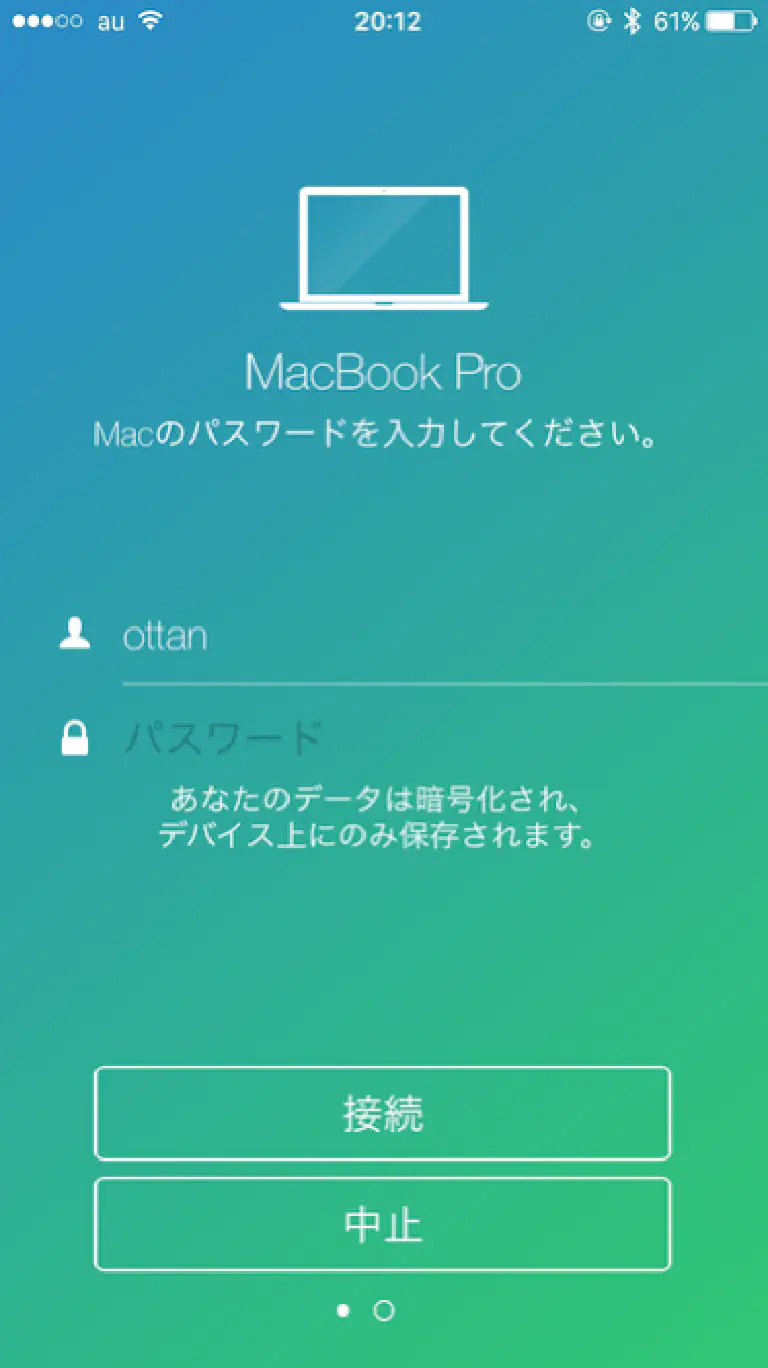 au 20:12 61%
MacBook Pro
Macのパスワードを入力してください。
ottan
パスワード
あなたのデータは暗号化され、
デバイス上にのみ保存されます。
接続
中止